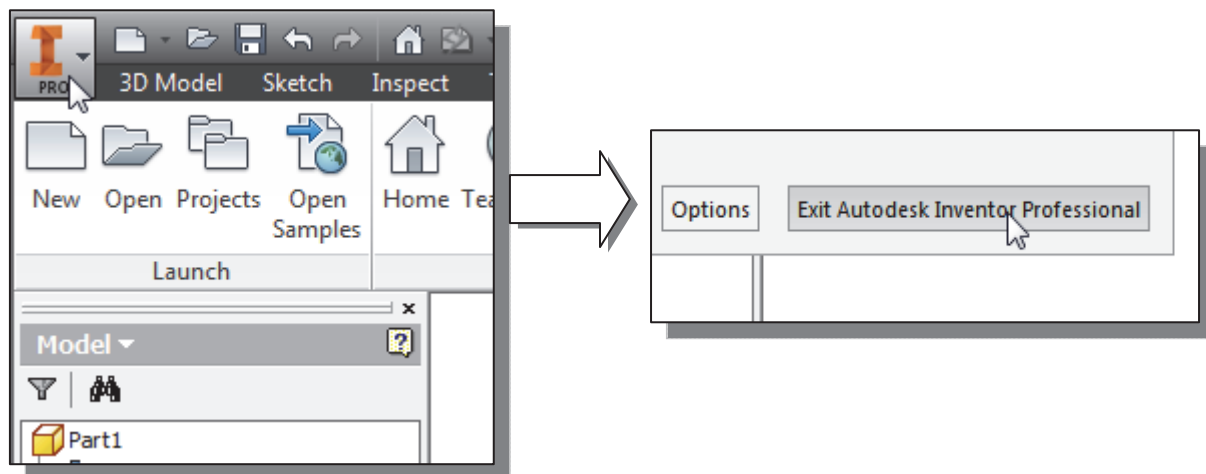 PRO
3D Model Sketch Inspect
New Open Projects Open Samples Home
Launch
Model
Part1
Options Exit Autodesk Inventor Professional